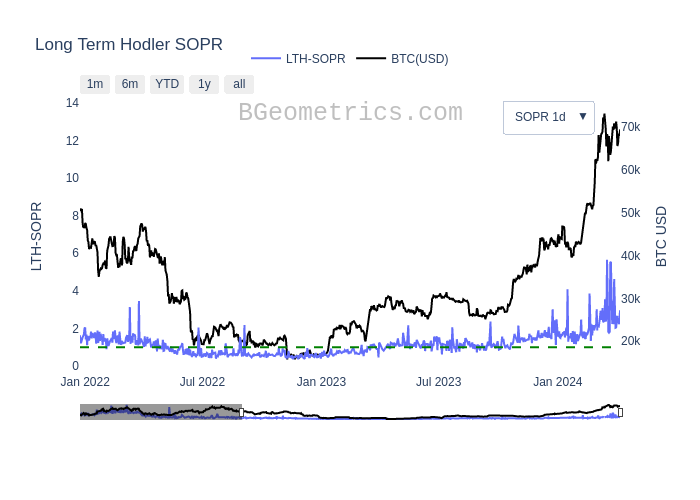 Long Term Hodler SOPR
LTH-SOPR
BTC(USD)
1m
6m
YTD
1y
all
BGeometrics.com
SOPR 1d ▼
14
12
10
8
6
4
2
0
LTH-SOPR
70k
60k
50k
40k
30k
20k
BTC USD
Jan 2022
Jul 2022
Jan 2023
Jul 2023
Jan 2024